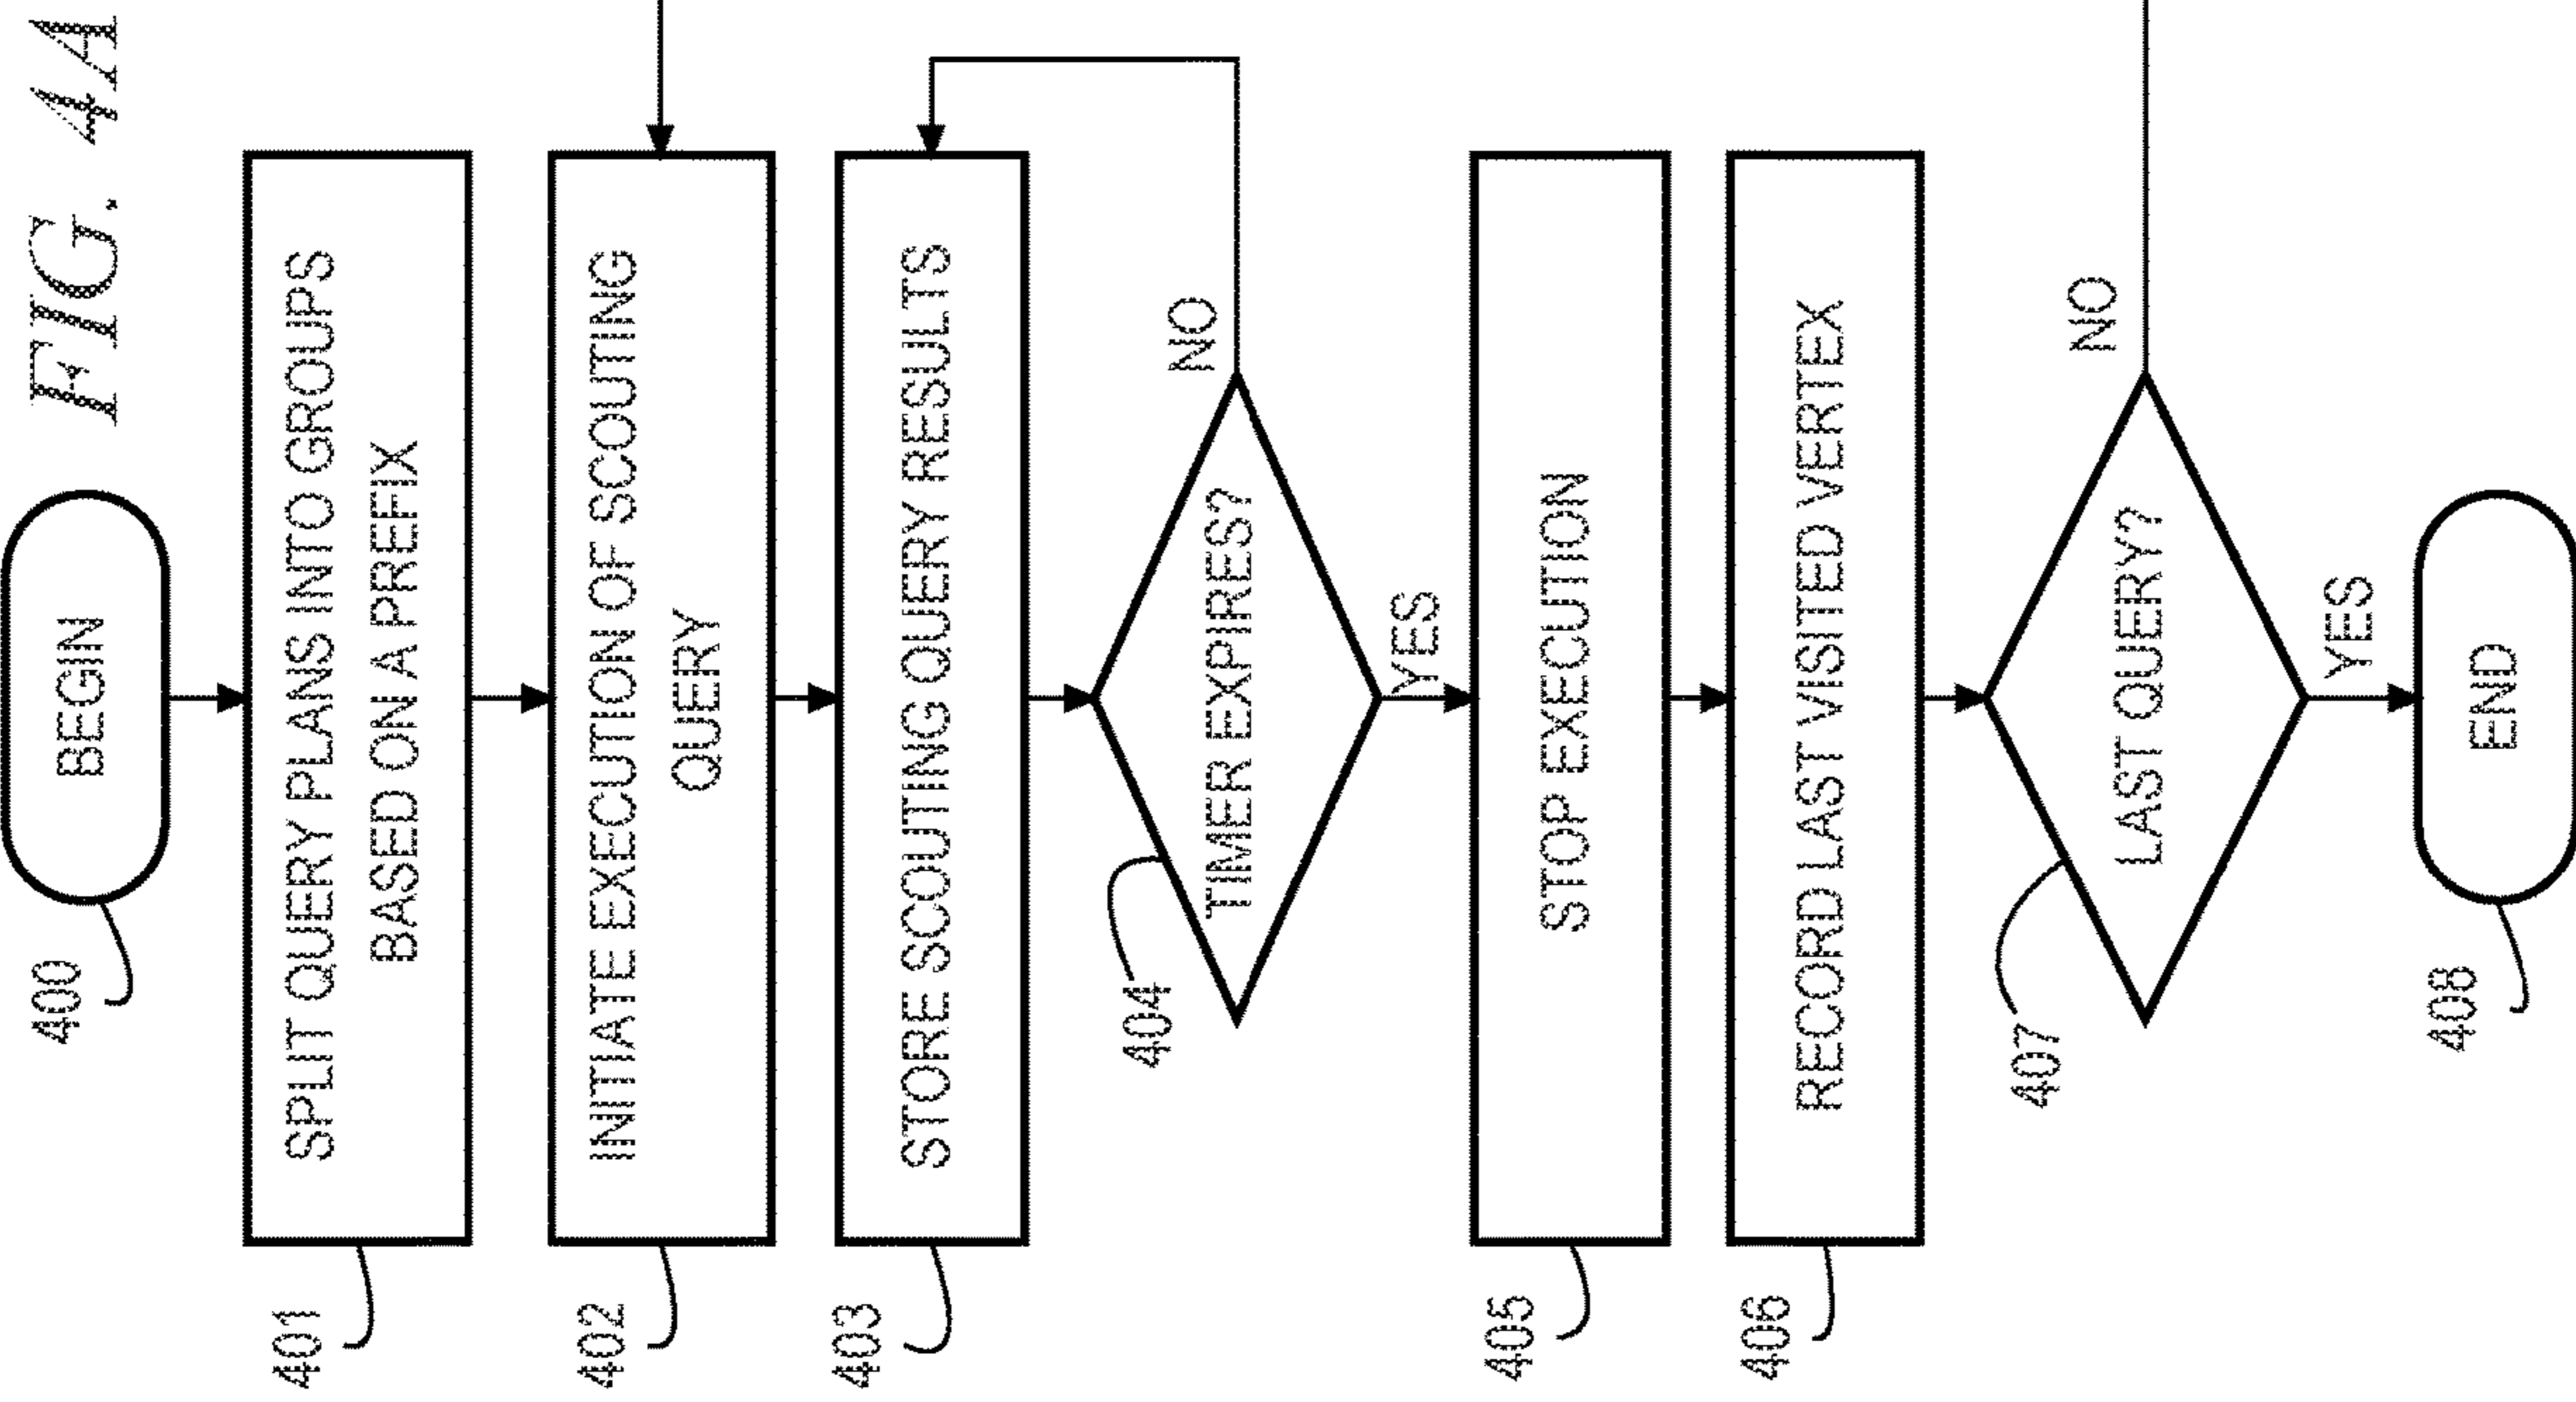 FIG. 4A
BEGIN
400
SPLIT QUERY PLANS INTO GROUPS
BASED ON A PREFIX
401
INITIATE EXECUTION OF SCOUTING
QUERY
402
STORE SCOUTING QUERY RESULTS
403
TIMER EXPIRES?
404
NO
YES
STOP EXECUTION
405
RECORD LAST VISITED VERTEX
406
LAST QUERY?
407
NO
YES
END
408